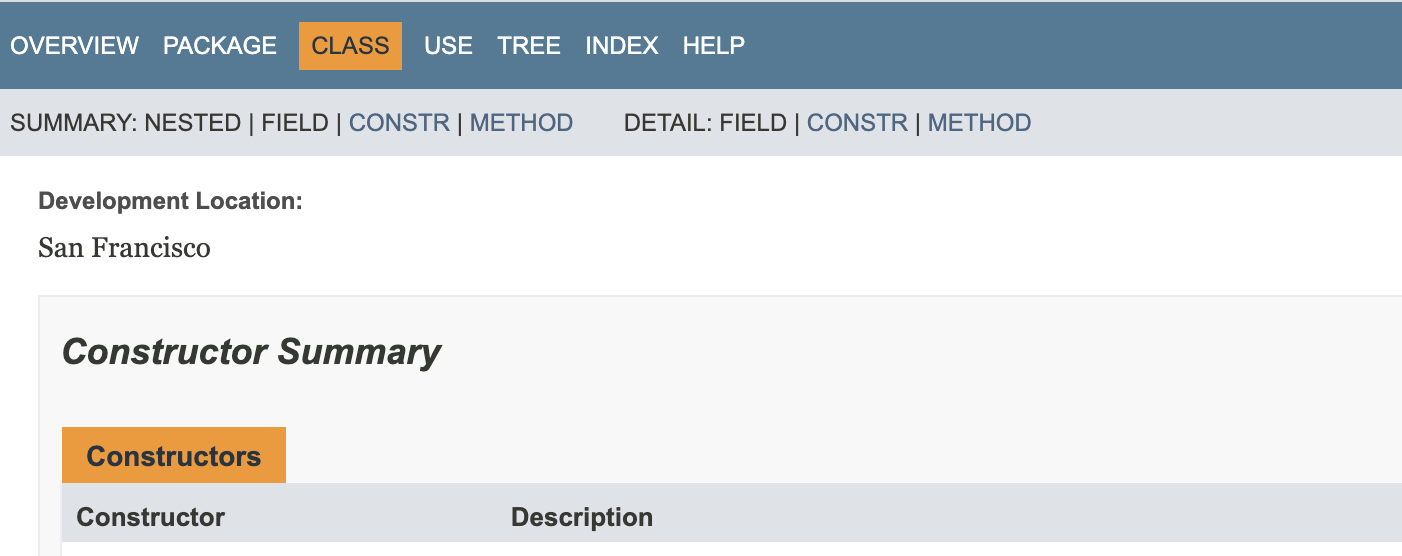 OVERVIEW PACKAGE CLASS USE TREE INDEX HELP
SUMMARY: NESTED | FIELD | CONSTR | METHOD DETAIL: FIELD | CONSTR | METHOD
Development Location:
San Francisco
Constructor Summary
Constructors
Constructor Description